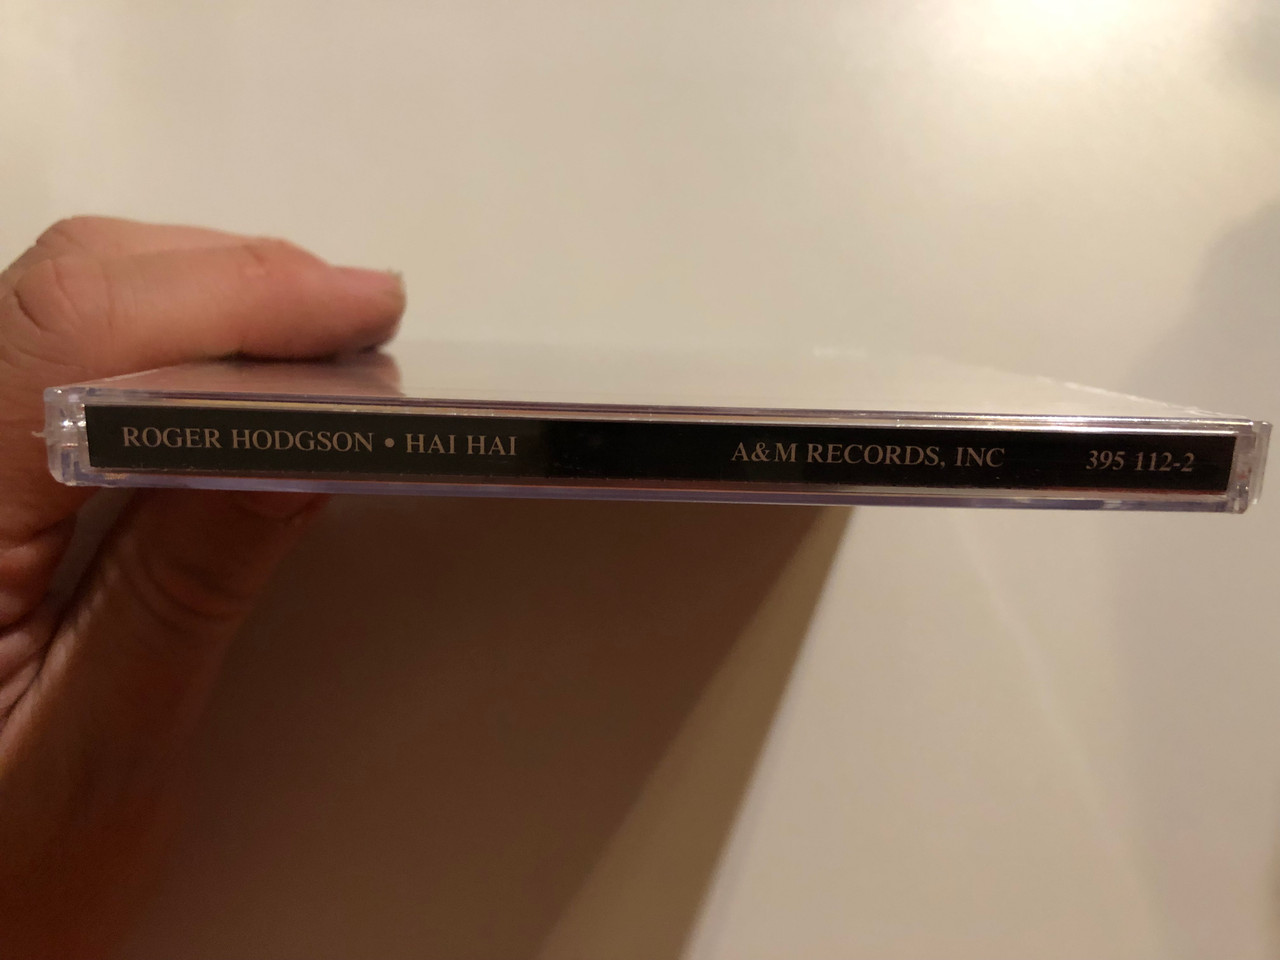 ROGER HODGSON • HAI HAI A&M RECORDS, INC 395 112-2